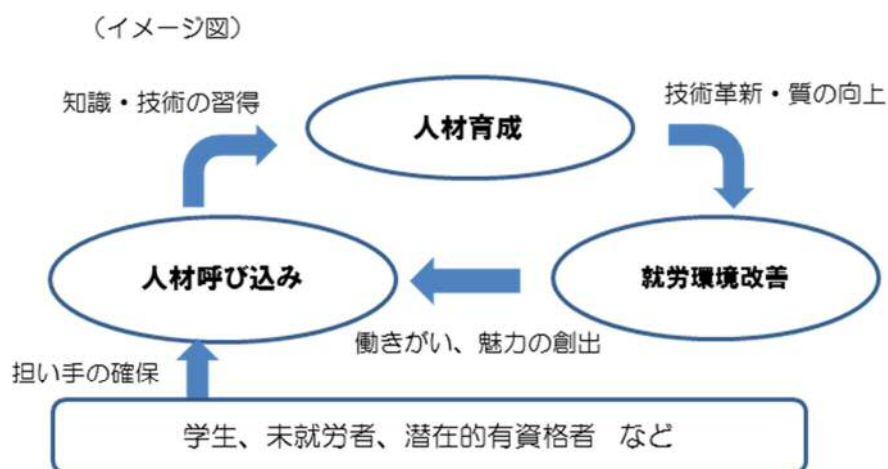 （イメージ図）
知識・技術の習得
人材育成
技術革新・質の向上
人材呼び込み
就労環境改善
働きがい、魅力の創出
担い手の確保
学生、未就労者、潜在的有資格者　など